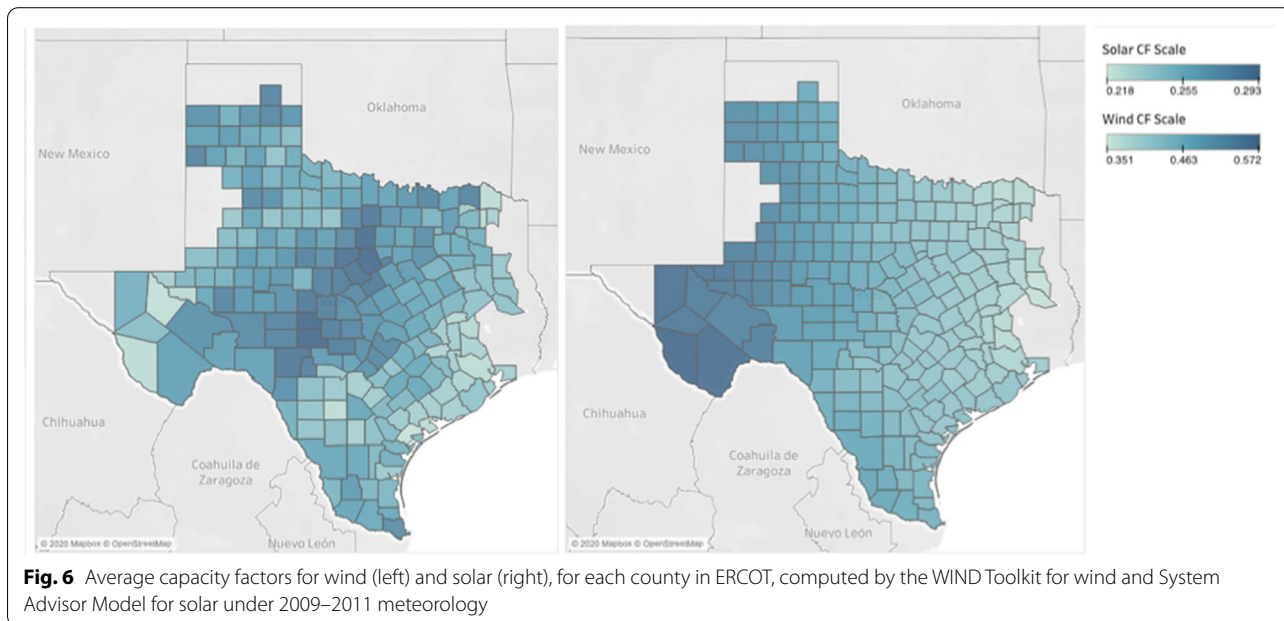 Oklahoma
New Mexico
Chihuahua
Coahuila de
Zaragoza
Nuevo León
© 2020 Mapbox © OpenStreetMap
Oklahoma
New Mexico
Chihuahua
Coahuila de
Zaragoza
Nuevo León
© 2020 Mapbox © OpenStreetMap
Solar CF Scale
0.218 0.255 0.293
Wind CF Scale
0.351 0.463 0.572
Fig. 6 Average capacity factors for wind (left) and solar (right), for each county in ERCOT, computed by the WIND Toolkit for wind and System
Advisor Model for solar under 2009–2011 meteorology